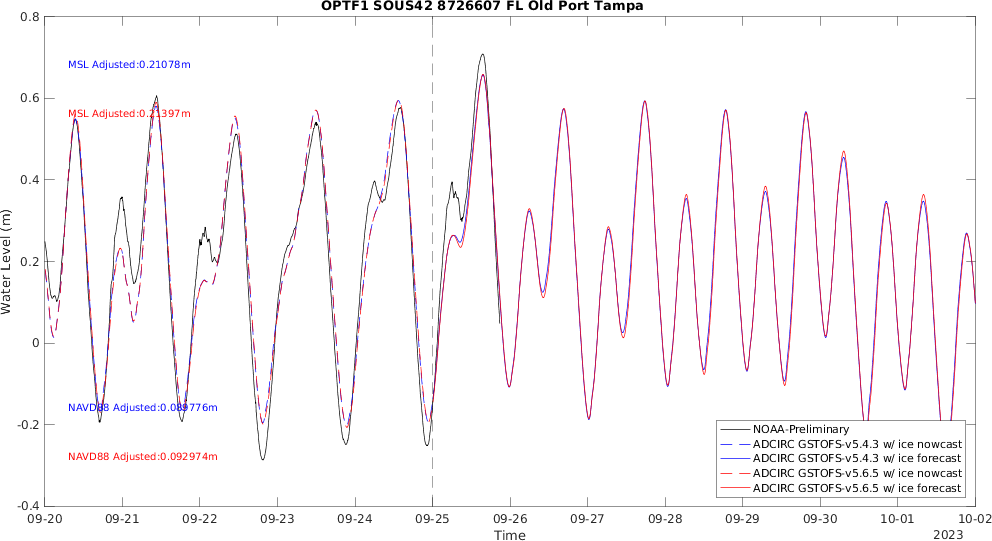 OPTF1 SOUS42 8726607 FL Old Port Tampa
0.8
0.6
0.4
0.2
0
-0.2
-0.4
Water Level (m)
MSL Adjusted:0.21078m
MSL Adjusted:0.21397m
NAVD88 Adjusted:0.089776m
NAVD88 Adjusted:0.092974m
NOAA-Preliminary
ADCIRC GSTOFS-v5.4.3 w/ ice nowcast
ADCIRC GSTOFS-v5.4.3 w/ ice forecast
ADCIRC GSTOFS-v5.6.5 w/ ice nowcast
ADCIRC GSTOFS-v5.6.5 w/ ice forecast
09-20 09-21 09-22 09-23 09-24 09-25 09-26 09-27 09-28 09-29 09-30 10-01 10-02
Time
2023